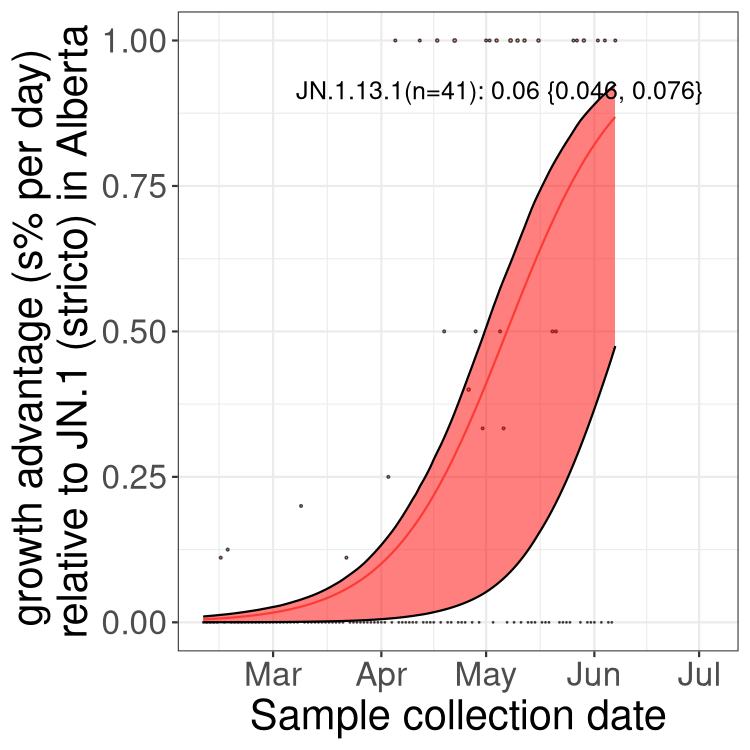 growth advantage (s% per day)
relative to JN.1 (stricto) in Alberta
1.00
0.75
0.50
0.25
0.00
JN.1.13.1(n=41): 0.06 {0.046, 0.076}
Mar Apr May Jun Jul
Sample collection date